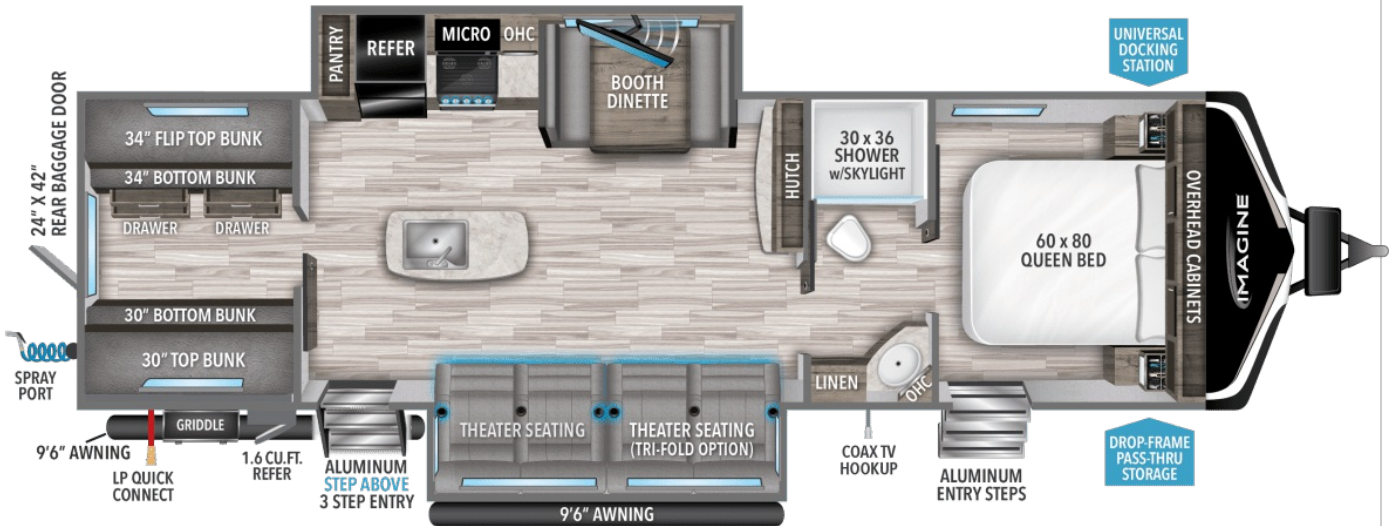 UNIVERSAL
DOCKING
STATION
PANTRY
REFER
MICRO
OHC
BOOTH
DINETTE
24" X 42"
REAR BAGGAGE DOOR
34" FLIP TOP BUNK
34" BOTTOM BUNK
DRAWER
DRAWER
HUTCH
30 x 36
SHOWER
w/SKYLIGHT
60 x 80
QUEEN BED
OVERHEAD CABINETS
IMAGINE
30" BOTTOM BUNK
30" TOP BUNK
SPRAY
PORT
LINEN
OHC
THEATER SEATING
THEATER SEATING
(TRI-FOLD OPTION)
GRIDDLE
9'6" AWNING
LP QUICK
CONNECT
1.6 CU.FT.
REFER
ALUMINUM
STEP ABOVE
3 STEP ENTRY
COAX TV
HOOKUP
ALUMINUM
ENTRY STEPS
DROP-FRAME
PASS-THRU
STORAGE
9'6" AWNING